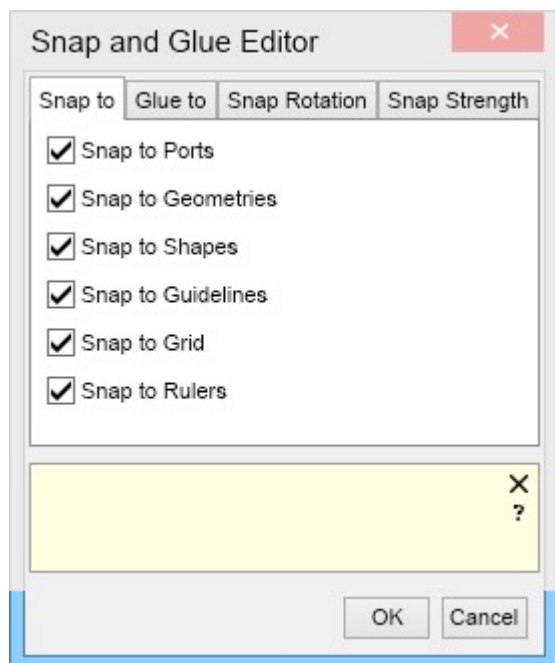 Snap and Glue Editor
Snap to Glue to Snap Rotation Snap Strength
Snap to Ports
Snap to Geometries
Snap to Shapes
Snap to Guidelines
Snap to Grid
Snap to Rulers
?
OK Cancel